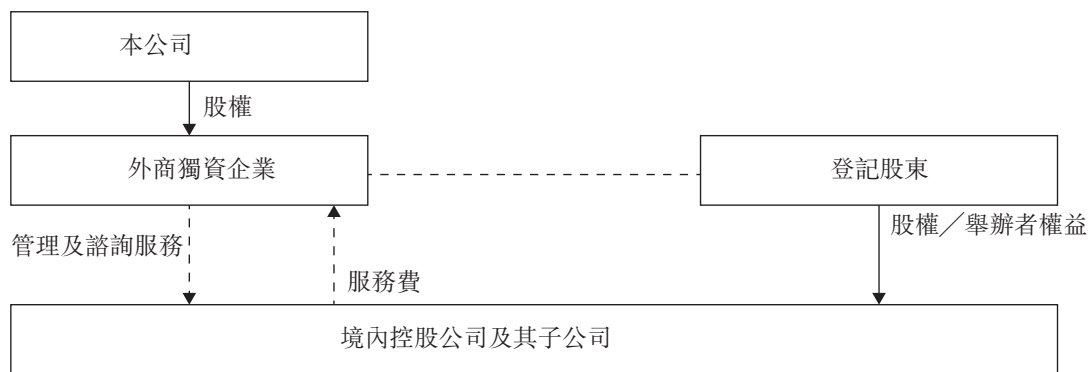 本公司
股權
外商獨資企業
登記股東
股權／舉辦者權益
管理及諮詢服務
服務費
境內控股公司及其子公司